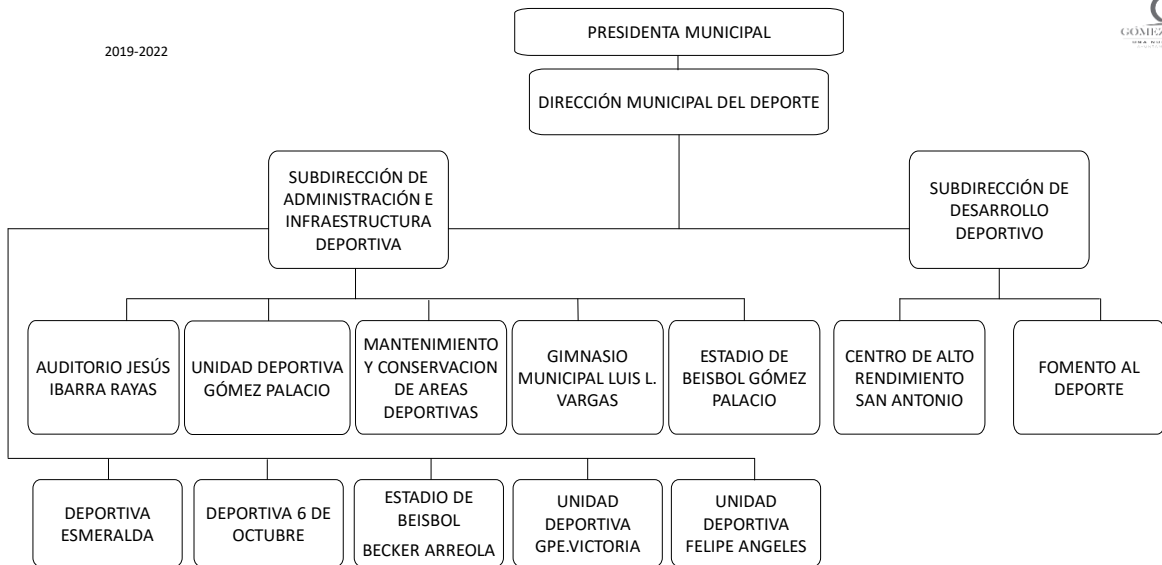 2019-2022
GÓMEZ
PRESIDENTA MUNICIPAL
DIRECCIÓN MUNICIPAL DEL DEPORTE
SUBDIRECCIÓN DE
ADMINISTRACIÓN E
INFRAESTRUCTURA
DEPORTIVA
SUBDIRECCIÓN DE
DESARROLLO
DEPORTIVO
AUDITORIO JESÚS
IBARRA RAYAS
UNIDAD DEPORTIVA
GÓMEZ PALACIO
MANTENIMIENTO
Y CONSERVACION
DE AREAS
DEPORTIVAS
GIMNASIO
MUNICIPAL LUIS L.
VARGAS
ESTADIO DE
BEISBOL GÓMEZ
PALACIO
CENTRO DE ALTO
RENDIMIENTO
SAN ANTONIO
FOMENTO AL
DEPORTE
DEPORTIVA
ESMERALDA
DEPORTIVA 6 DE
OCTUBRE
ESTADIO DE
BEISBOL
BECKER ARREOLA
UNIDAD
DEPORTIVA
GPE.VICTORIA
UNIDAD
DEPORTIVA
FELIPE ANGELES